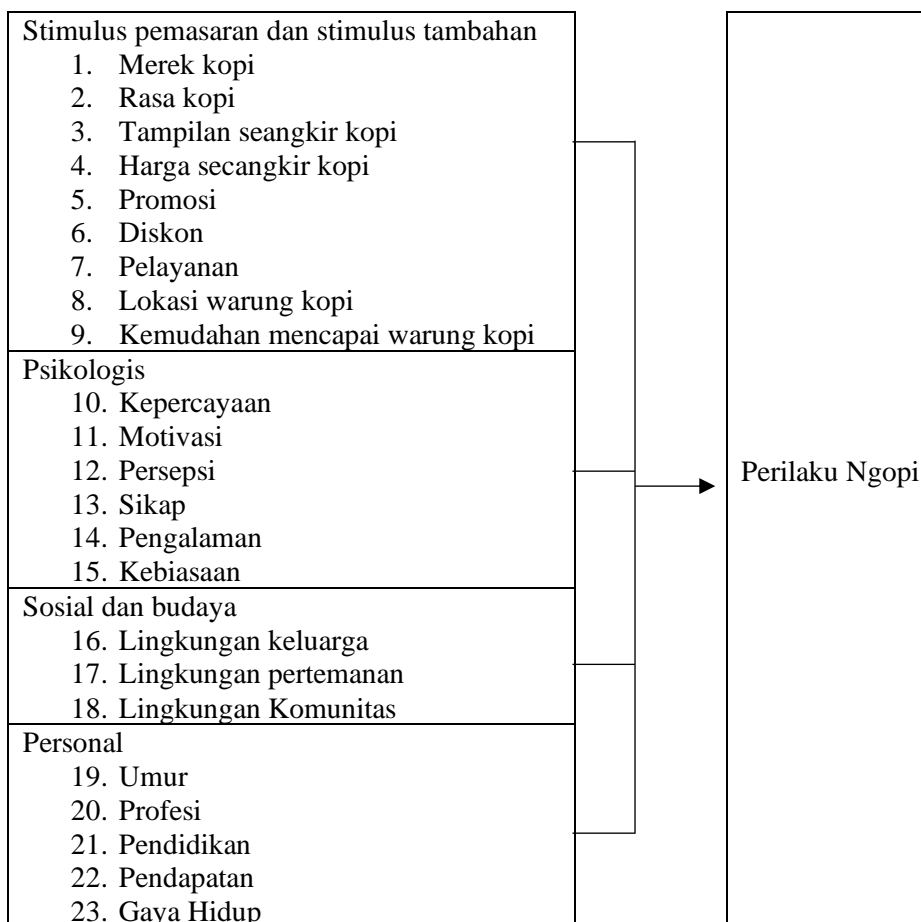 Stimulus pemasaran dan stimulus tambahan
1. Merek kopi
2. Rasa kopi
3. Tampilan seangkir kopi
4. Harga secangkir kopi
5. Promosi
6. Diskon
7. Pelayanan
8. Lokasi warung kopi
9. Kemudahan mencapai warung kopi
Psikologis
10. Kepercayaan
11. Motivasi
12. Persepsi
13. Sikap
14. Pengalaman
15. Kebiasaan
Sosial dan budaya
16. Lingkungan keluarga
17. Lingkungan pertemanan
18. Lingkungan Komunitas
Personal
19. Umur
20. Profesi
21. Pendidikan
22. Pendapatan
23. Gaya Hidup
Perilaku Ngopi